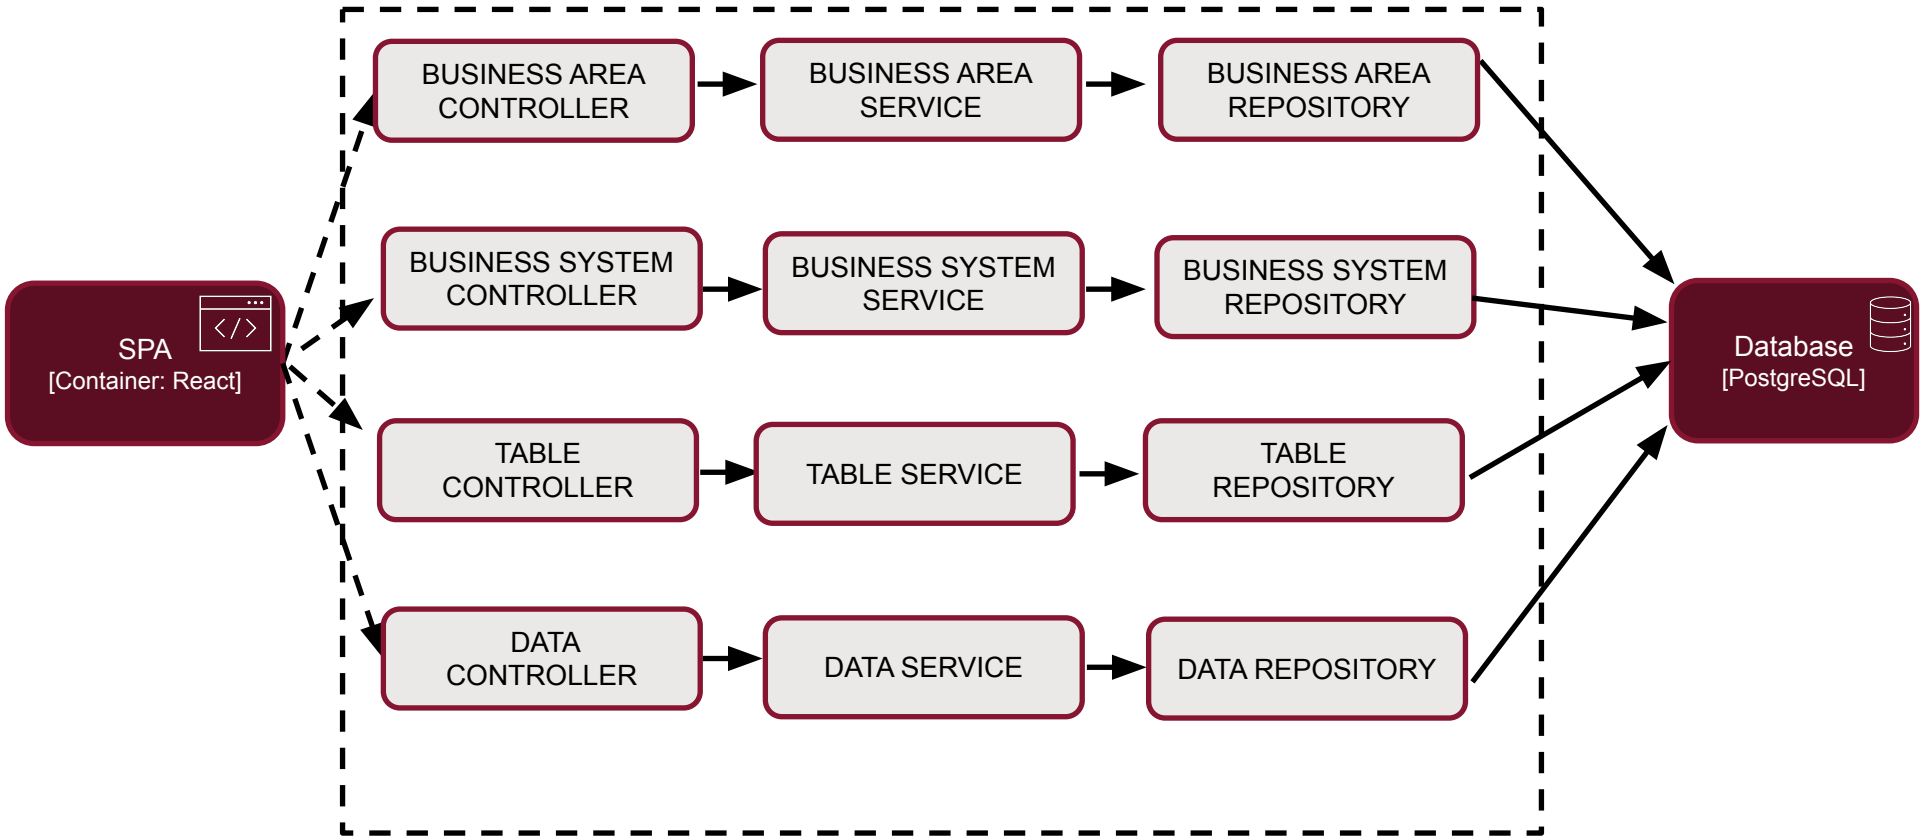 BUSINESS AREA
CONTROLLER
BUSINESS AREA
SERVICE
BUSINESS AREA
REPOSITORY
BUSINESS SYSTEM
CONTROLLER
BUSINESS SYSTEM
SERVICE
BUSINESS SYSTEM
REPOSITORY
</>
SPA
[Container: React]
Database
[PostgreSQL]
TABLE
CONTROLLER
TABLE SERVICE
TABLE
REPOSITORY
DATA
CONTROLLER
DATA SERVICE
DATA REPOSITORY